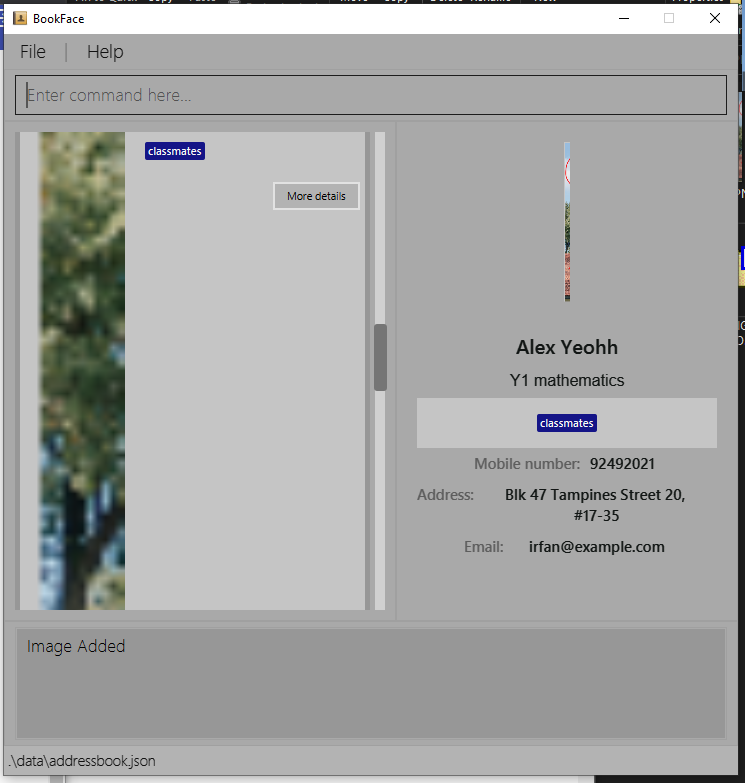 BookFace
File | Help
Enter command here...
classmates
More details
Alex Yeohh
Y1 mathematics
classmates
Mobile number: 92492021
Address: Blk 47 Tampines Street 20,
#17-35
Email: irfan@example.com
Image Added
.\data\addressbook.json